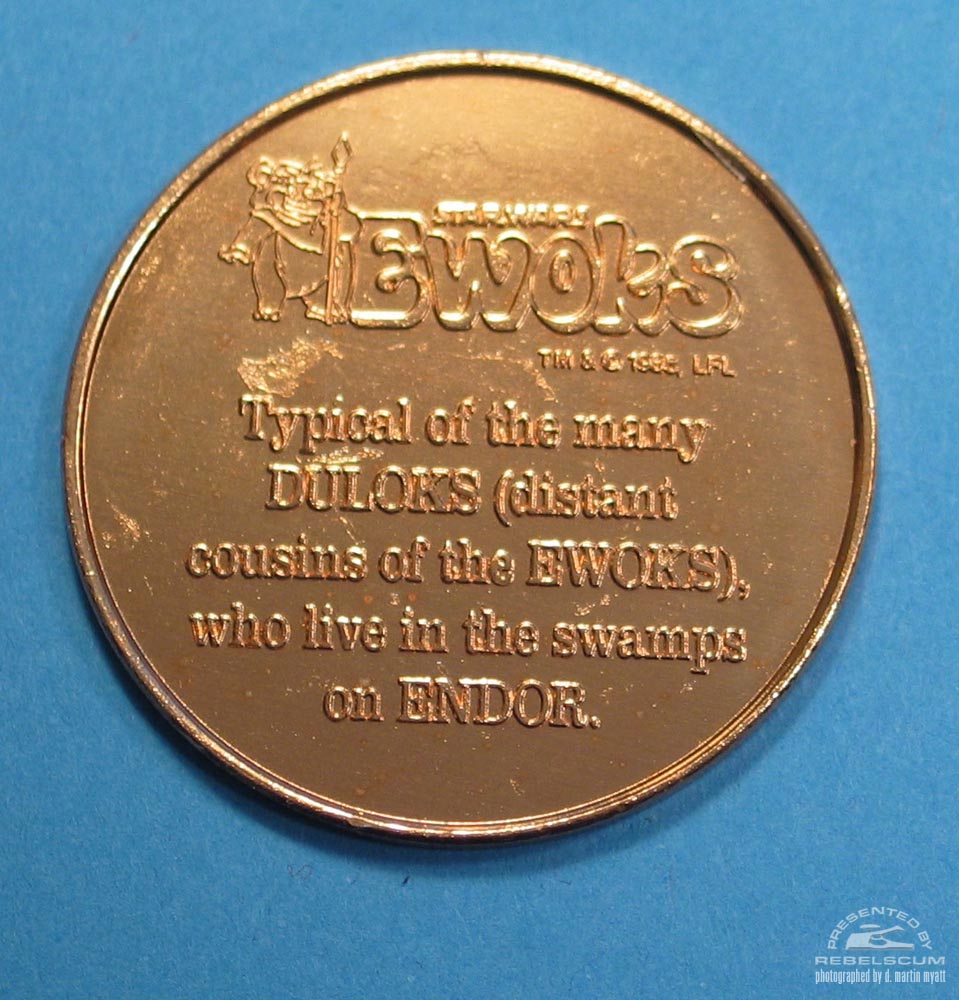 STAR WARS
EWOKS
TM & © 1985, LFL
Typical of the many
DULOKS (distant
cousins of the EWOKS),
who live in the swamps
on ENDOR.
PRESENTED BY
REBELSCUM
photographed by d. martin myatt